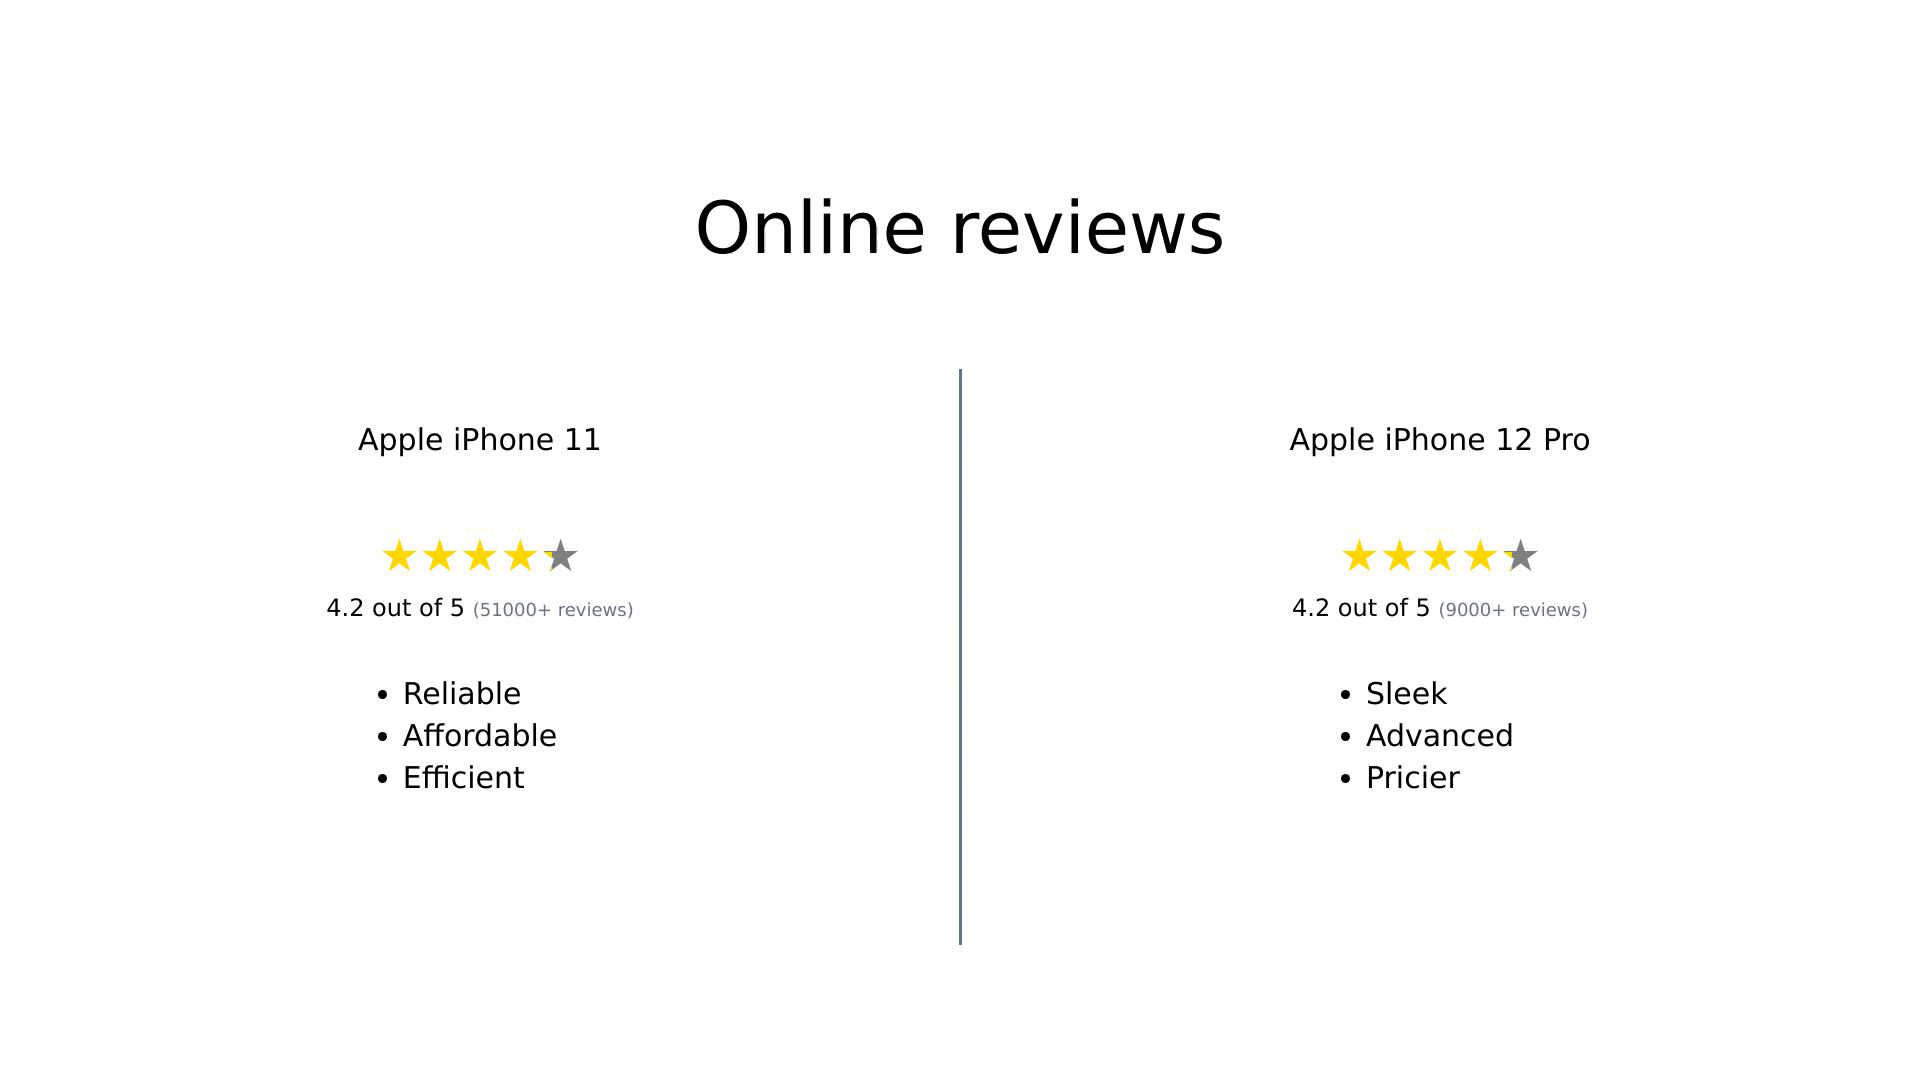 Online reviews
Apple iPhone 11
4.2 out of 5 (51000+ reviews)
• Reliable
• Affordable
• Efficient
Apple iPhone 12 Pro
4.2 out of 5 (9000+ reviews)
• Sleek
• Advanced
• Pricier